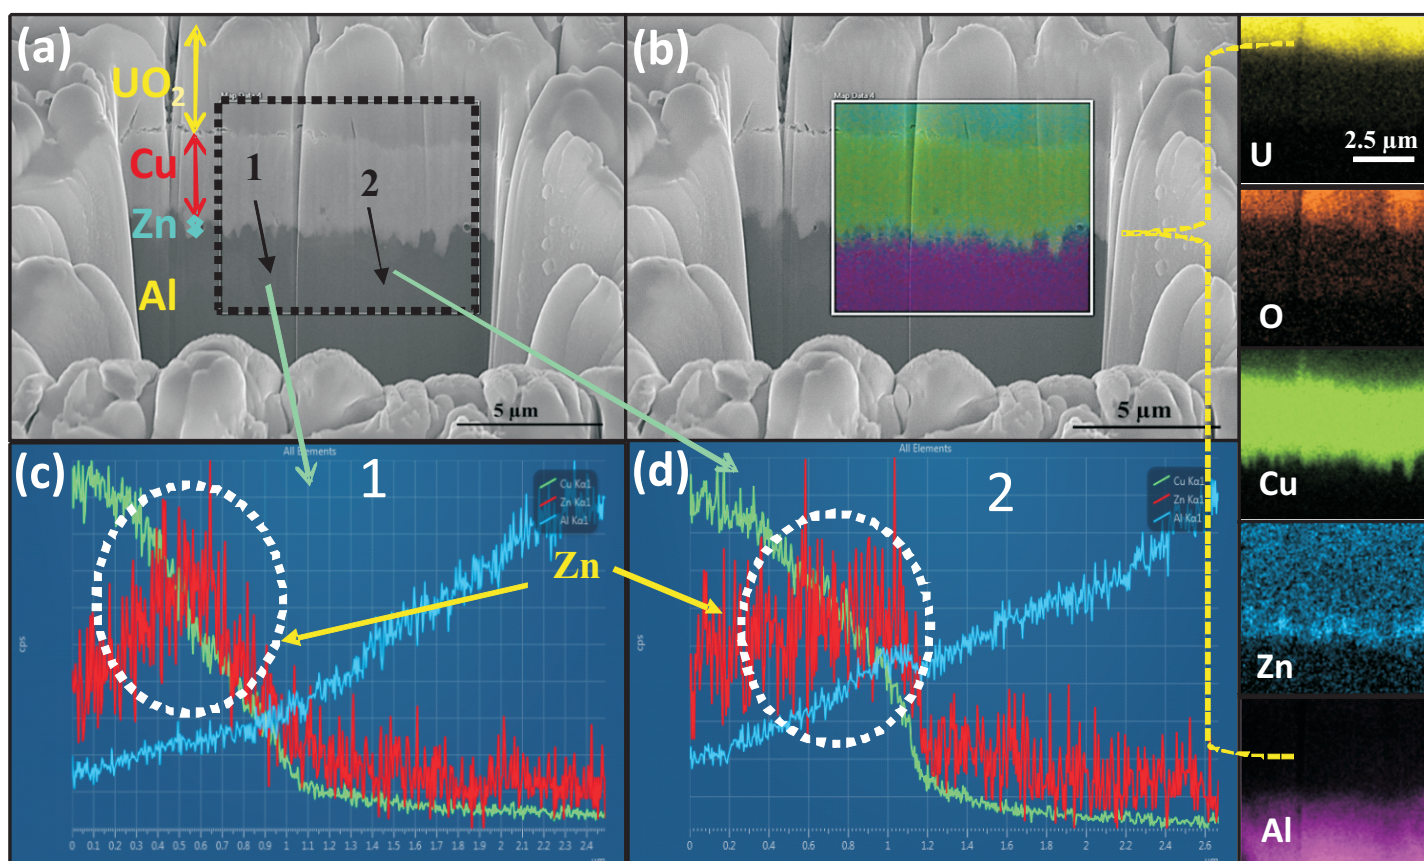 (a)
UO2
Cu
Zn
Al
Map Data 4
1
2
5 µm
(b)
Map Data 4
5 µm
U
2.5 µm
O
Cu
Zn
Al
(c)
All Elements
1
Cu Kα1
Zn Kα1
Al Kα1
cps
0 0.1 0.2 0.3 0.4 0.5 0.6 0.7 0.8 0.9 1 1.1 1.2 1.3 1.4 1.5 1.6 1.7 1.8 1.9 2 2.1 2.2 2.3 2.4
µm
Zn
(d)
All Elements
2
Cu Kα1
Zn Kα1
Al Kα1
cps
0 0.2 0.4 0.6 0.8 1 1.2 1.4 1.6 1.8 2 2.2 2.4 2.6
µm